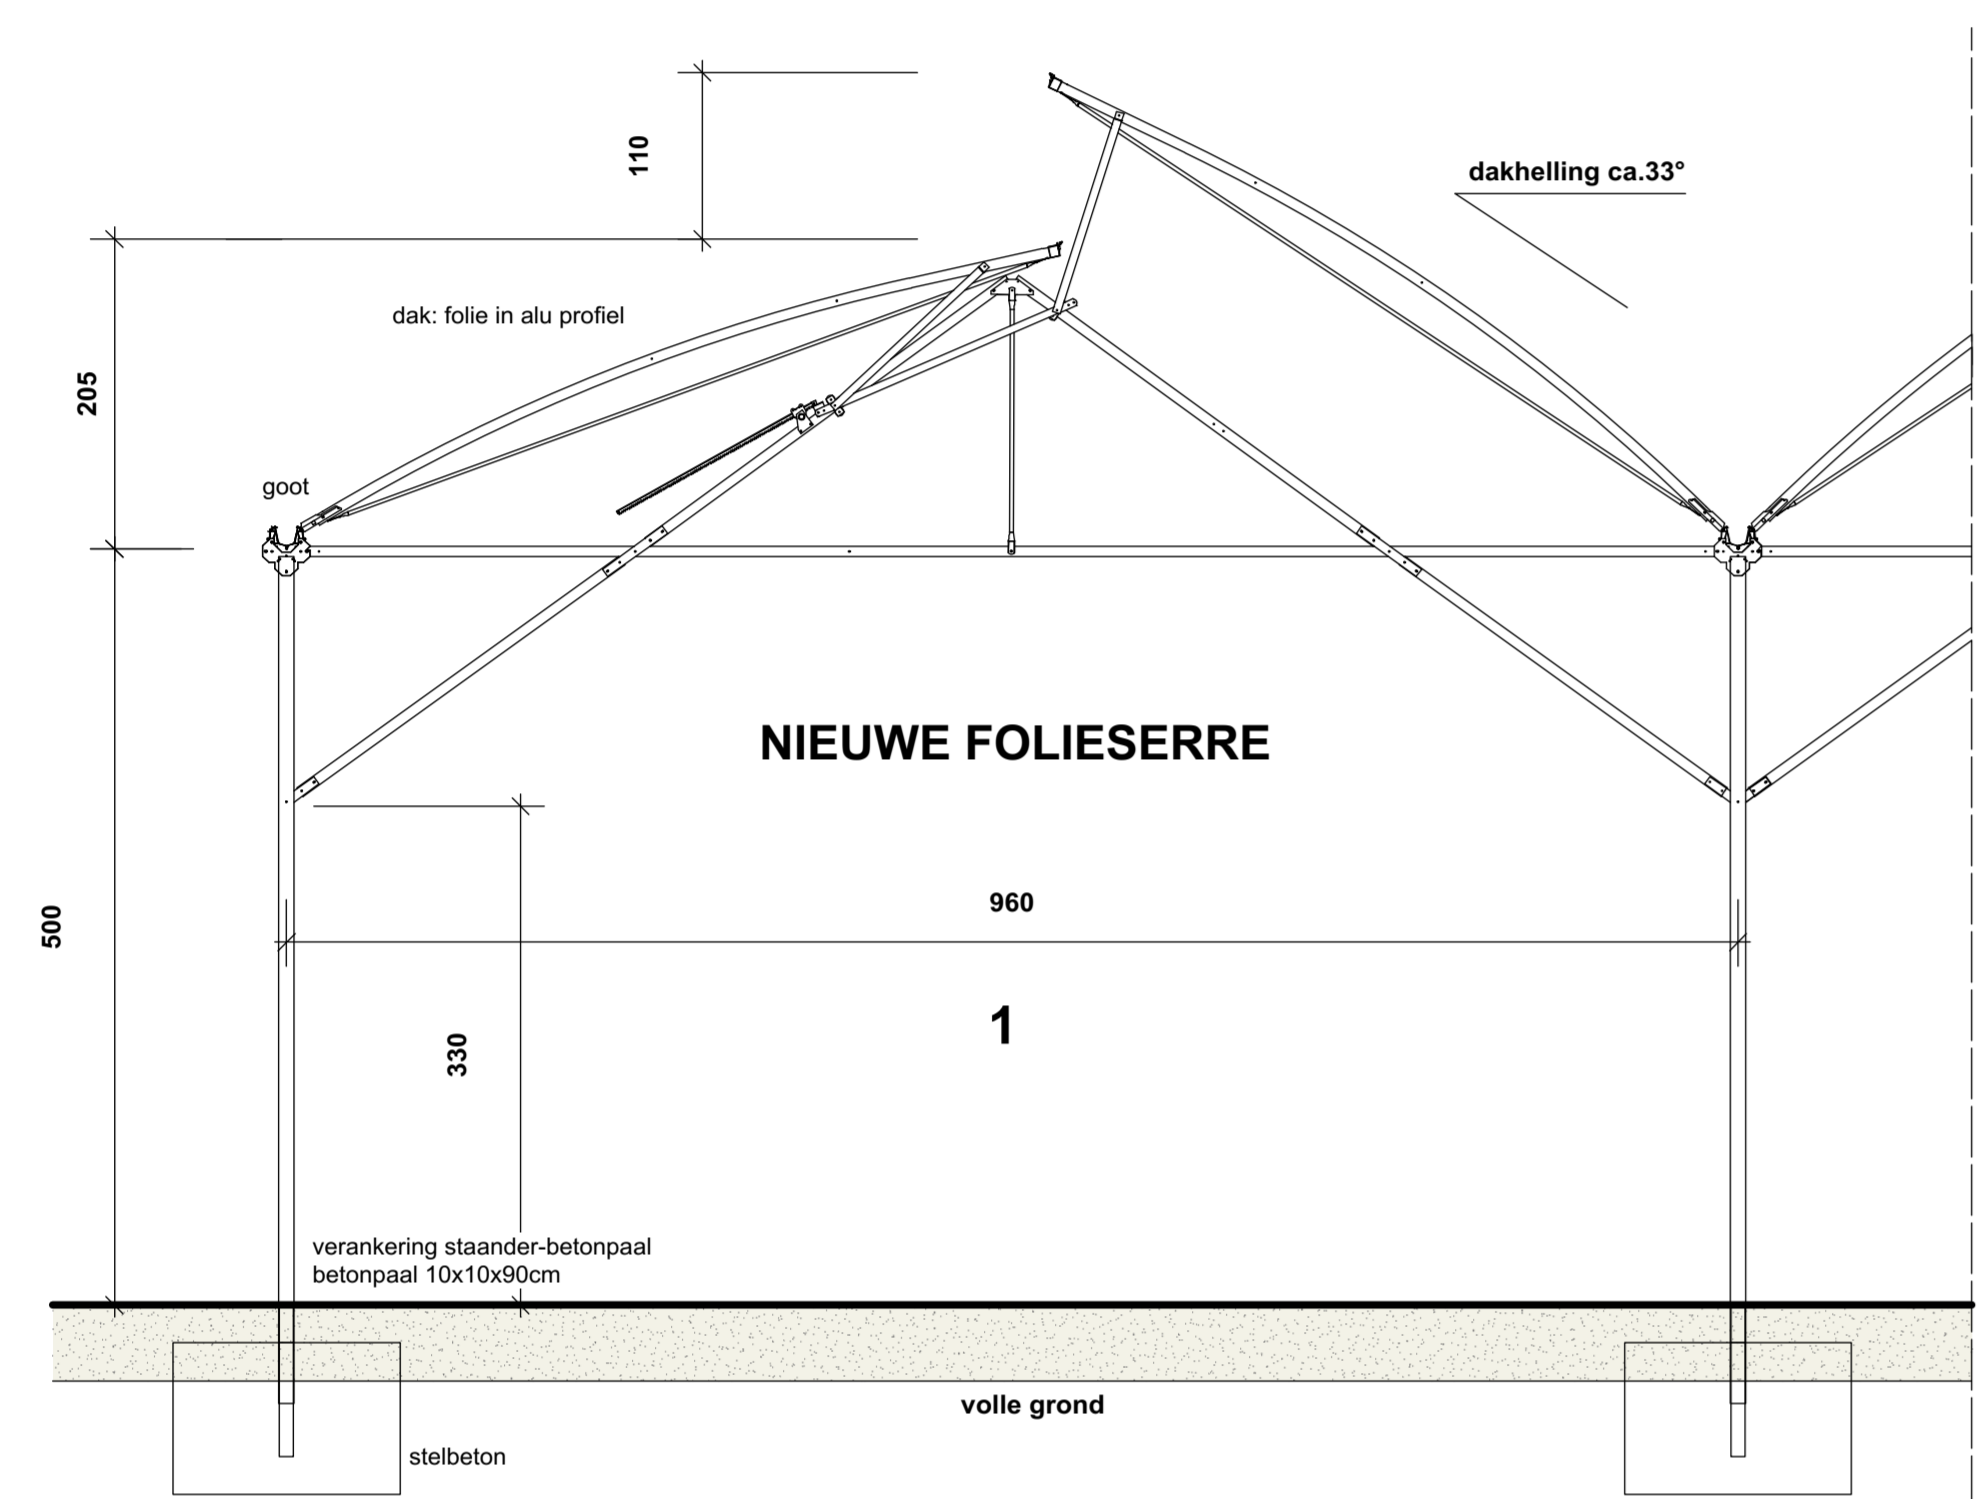 110
dakhelling ca.33°
dak: folie in alu profiel
205
goot
NIEUWE FOLIESERRE
960
500
1
330
verankering staander-betonpaal
betonpaal 10x10x90cm
volle grond
stelbeton